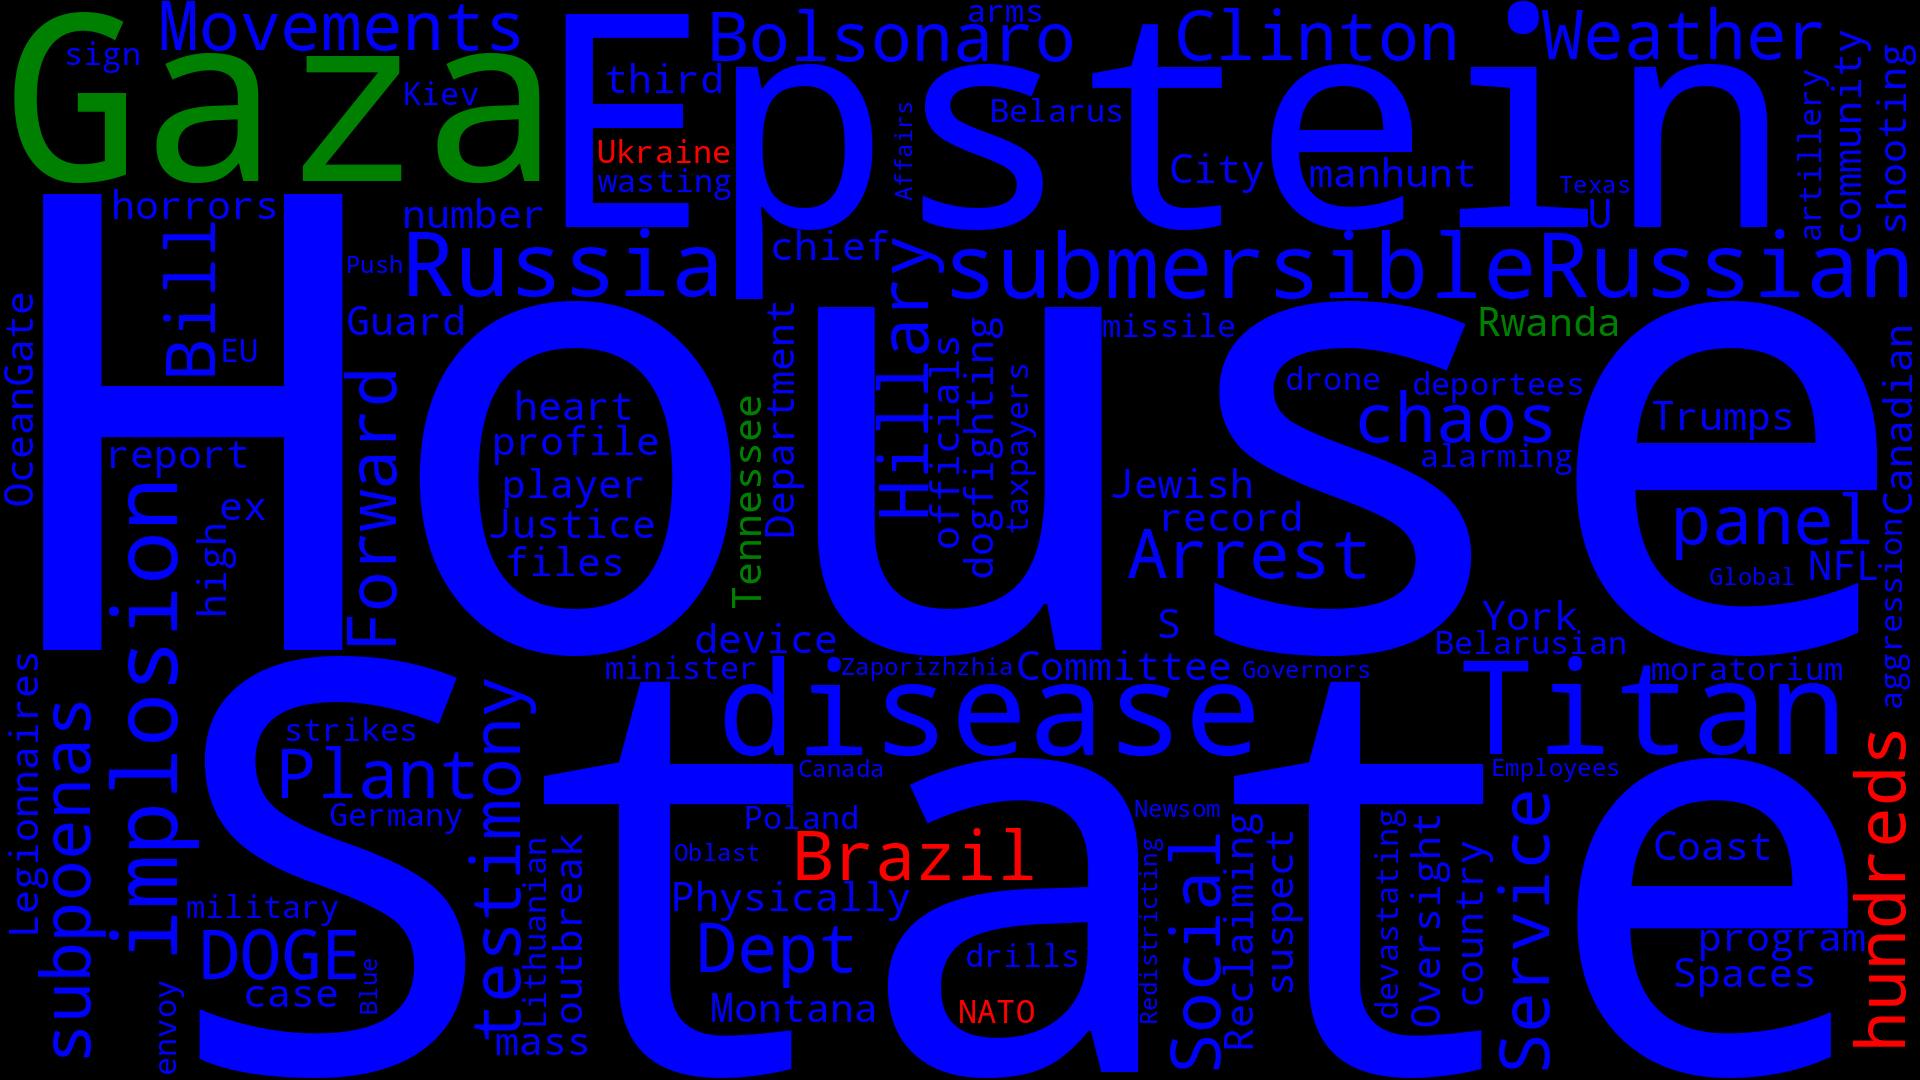 Gaza
Movements
sign
Kiev
Epstein
third
Ukraine
wasting
Bolsonaro
arms
Affairs
Belarus
Clinton
City
manhunt
Weather
Texas
U
artillery
community
shooting
House
horrors
Bill
EU
number
Push
Russia
Guard
chief
Hillary
submersible
Russian
missile
Rwanda
OceanGate
Forward
heart
profile
player
Justice
files
Tennessee
Department
officials
dogfighting
taxpayers
drone
deportees
chaos
alarming
Trumps
Canadian
report
ex
high
implosion
Jewish
record
Arrest
panel
Global
NFL
aggression
S
York
Belarusian
device
minister
Zaporizhzhia
Committee
Governors
moratorium
State
disease
Titan
Legionnaires
subpoenas
strikes
Plant
Germany
testimony
Canada
Employees
hundreds
Poland
Newsom
Brazil
Oblast
Physically
military
DOGE
case
Blue
envoy
Lithuanian
outbreak
mass
Dept
Montana
drills
NATO
Redistricting
Social
Reclaiming
suspect
devastating
Oversight
country
Service
Coast
program
Spaces